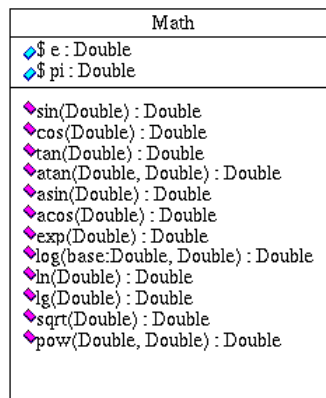 Math
$ e : Double
$ pi : Double
sin(Double) : Double
cos(Double) : Double
tan(Double) : Double
atan(Double, Double) : Double
asin(Double) : Double
acos(Double) : Double
exp(Double) : Double
log(base:Double, Double) : Double
ln(Double) : Double
lg(Double) : Double
sqrt(Double) : Double
pow(Double, Double) : Double